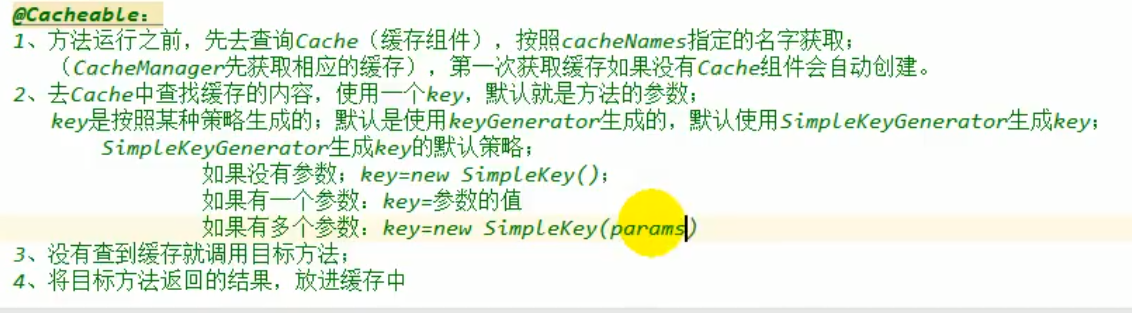 @Cacheable：
1、方法运行之前，先去查询Cache（缓存组件），按照cacheNames指定的名字获取；
（CacheManager先获取相应的缓存），第一次获取缓存如果没有Cache组件会自动创建。
2、去Cache中查找缓存的内容，使用一个key，默认就是方法的参数；
key是按照某种策略生成的；默认是使用keyGenerator生成的，默认使用SimpleKeyGenerator生成key；
SimpleKeyGenerator生成key的默认策略；
如果没有参数；key=new SimpleKey()；
如果有一个参数：key=参数的值
如果有多个参数：key=new SimpleKey(params)
3、没有查到缓存就调用目标方法；
4、将目标方法返回的结果，放进缓存中